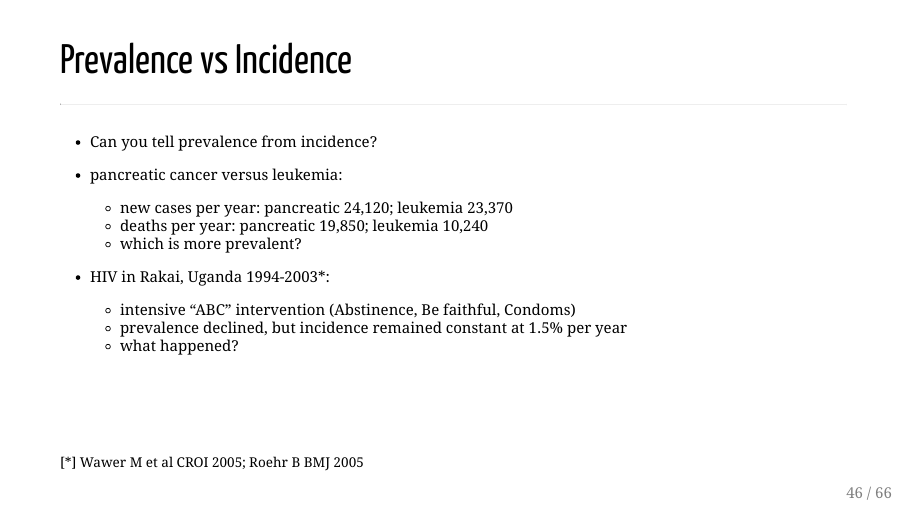 Prevalence vs Incidence
• Can you tell prevalence from incidence?
• pancreatic cancer versus leukemia:
◦ new cases per year: pancreatic 24,120; leukemia 23,370
◦ deaths per year: pancreatic 19,850; leukemia 10,240
◦ which is more prevalent?
• HIV in Rakai, Uganda 1994-2003*:
◦ intensive “ABC” intervention (Abstinence, Be faithful, Condoms)
◦ prevalence declined, but incidence remained constant at 1.5% per year
◦ what happened?
[*] Wawer M et al CROI 2005; Roehr B BMJ 2005
46 / 66